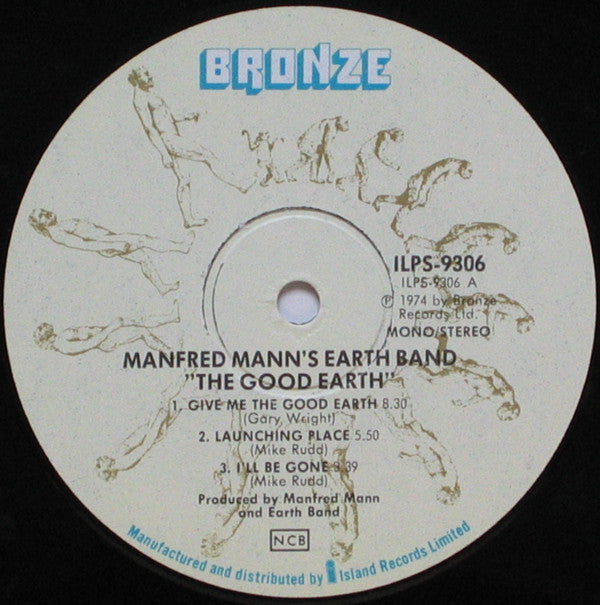 BRONZE
ILPS-9306
ILPS-9306 A
℗ 1974 by Bronze
Records Ltd.
MONO/STEREO
MANFRED MANN'S EARTH BAND
"THE GOOD EARTH"
1. GIVE ME THE GOOD EARTH 8.30
(Gary Wright)
2. LAUNCHING PLACE 5.50
(Mike Rudd)
3. I'LL BE GONE 3.39
(Mike Rudd)
Produced by Manfred Mann
and Earth Band
NCB
Manufactured and distributed by Island Records Limited